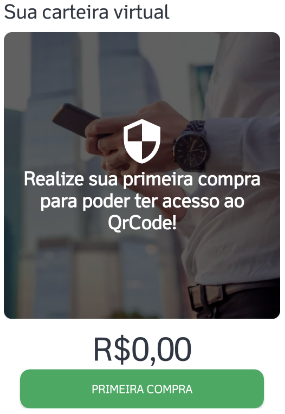 Sua carteira virtual
Realize sua primeira compra
para poder ter acesso ao
QrCode!
R$0,00
PRIMEIRA COMPRA